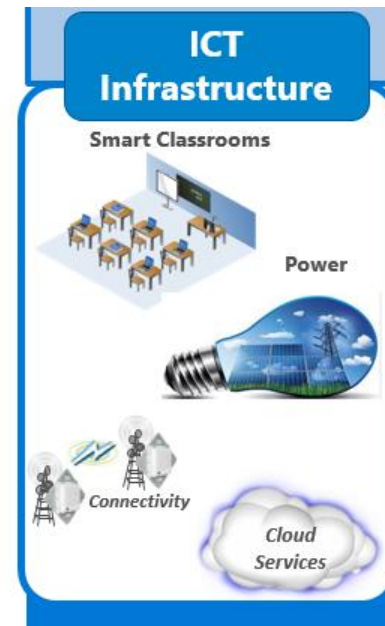 ICT
Infrastructure
Smart Classrooms
Power
Connectivity
Cloud
Services